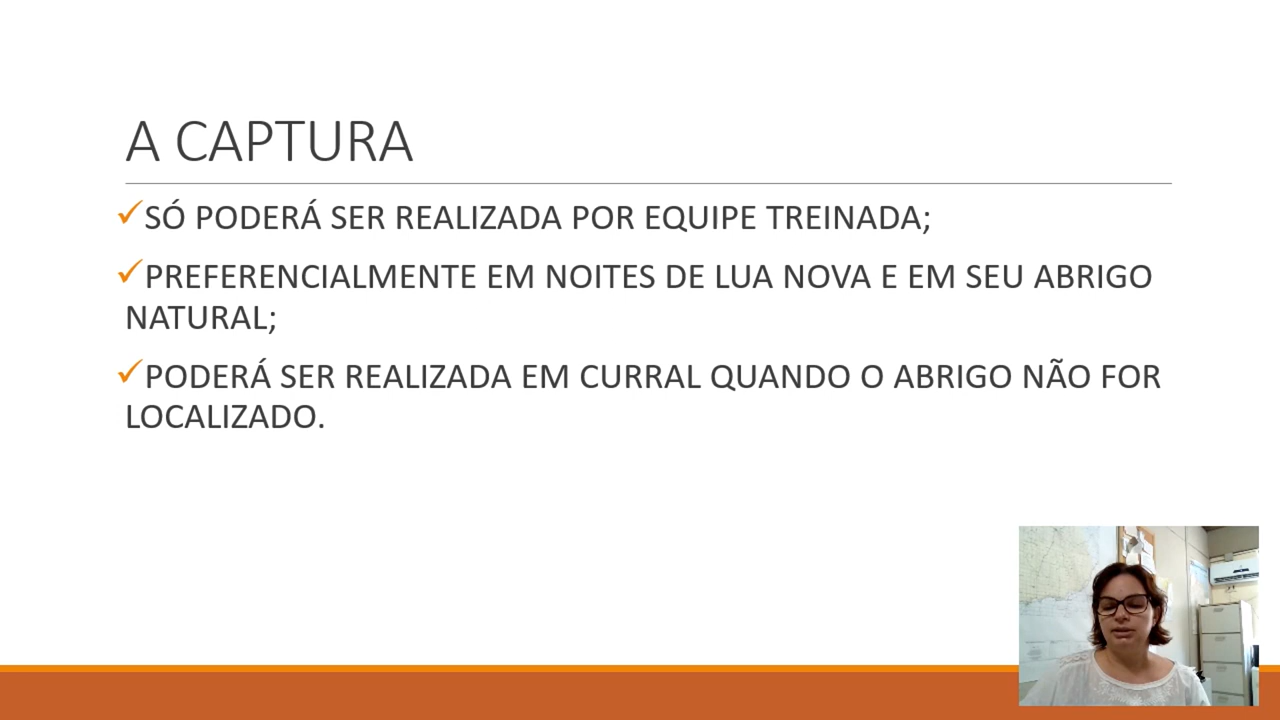 A CAPTURA
SÓ PODERÁ SER REALIZADA POR EQUIPE TREINADA;
PREFERENCIALMENTE EM NOITES DE LUA NOVA E EM SEU ABRIGO
NATURAL;
PODERÁ SER REALIZADA EM CURRAL QUANDO O ABRIGO NÃO FOR
LOCALIZADO.